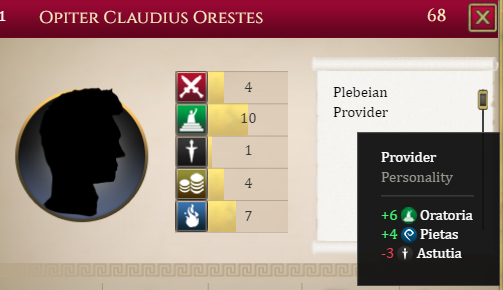 1 OPITER CLAUDIUS ORESTES 68 X
4
10
1
4
7
Plebeian
Provider
Provider
Personality
+6 Oratoria
+4 Pietas
-3 Astutia